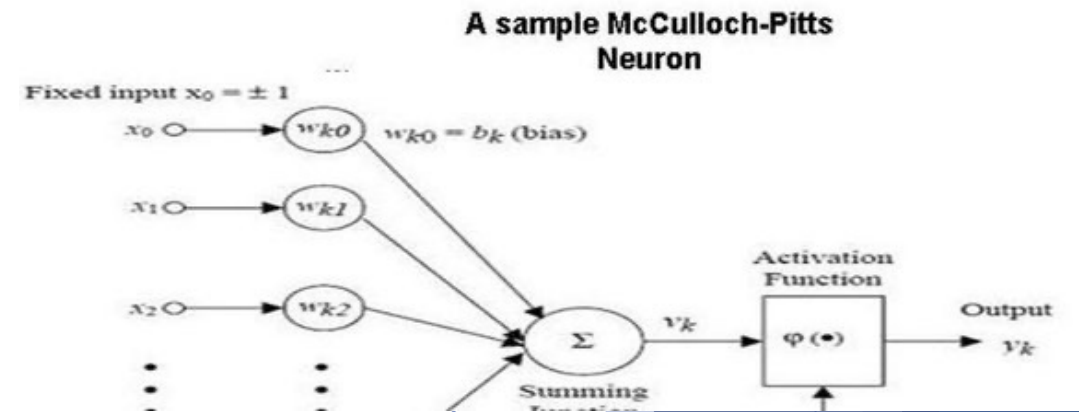 A sample McCulloch-Pitts
Neuron
...
Fixed input x₀ = ± 1
x₀
wk0
wk0 = bk (bias)
x₁
wk1
Activation
Function
x₂
wk2
Σ
vk
φ (•)
Output
yk
Summing